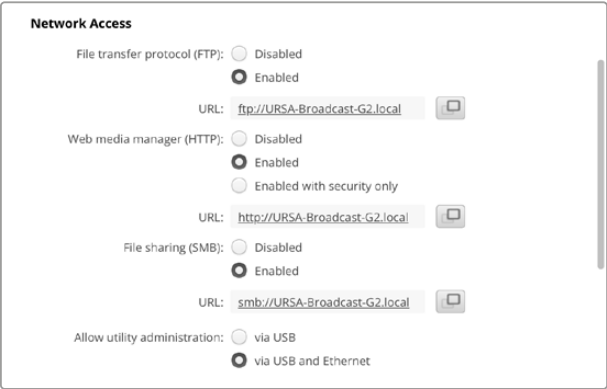 Network Access
File transfer protocol (FTP): Disabled
Enabled
URL: ftp://URSA-Broadcast-G2.local
Web media manager (HTTP): Disabled
Enabled
Enabled with security only
URL: http://URSA-Broadcast-G2.local
File sharing (SMB): Disabled
Enabled
URL: smb://URSA-Broadcast-G2.local
Allow utility administration: via USB
via USB and Ethernet